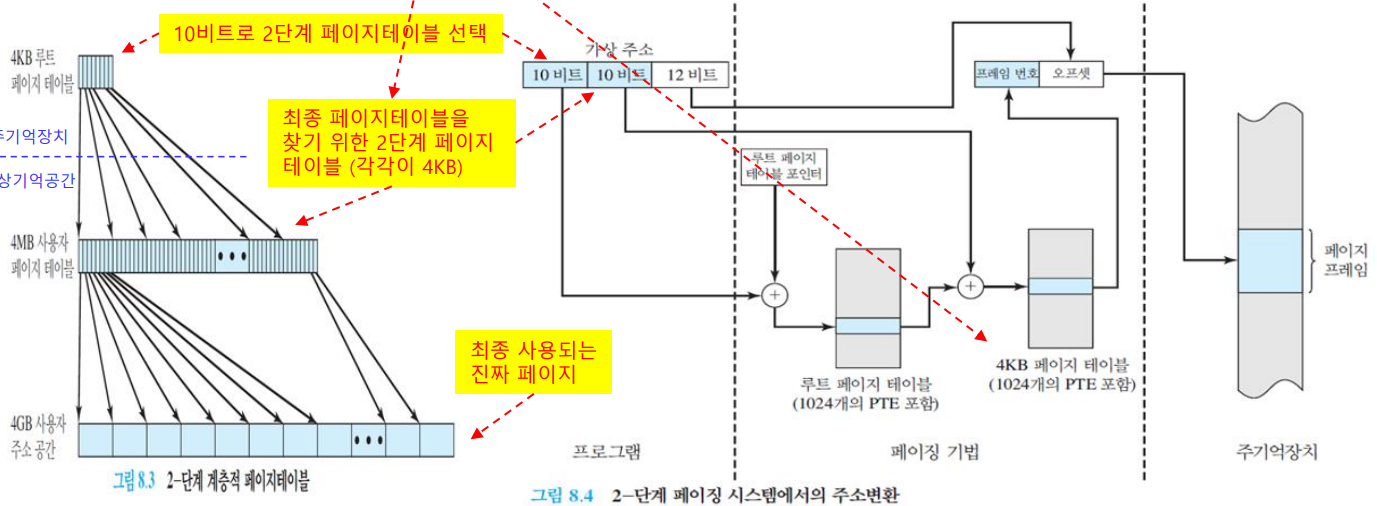 10비트로 2단계 페이지테이블 선택
4KB 루트
페이지 테이블
주기억장치
상기억공간
최종 페이지테이블을
찾기 위한 2단계 페이지
테이블 (각각이 4KB)
4MB 사용자
페이지 테이블
최종 사용되는
진짜 페이지
4GB 사용자
주소 공간
그림 8.3 2-단계 계층적 페이지테이블
가상 주소
10 비트 10 비트 12 비트
프레임 번호 오프셋
루트 페이지
테이블 포인터
+
+
루트 페이지 테이블
(1024개의 PTE 포함)
4KB 페이지 테이블
(1024개의 PTE 포함)
페이지
프레임
프로그램
페이징 기법
주기억장치
그림 8.4 2-단계 페이징 시스템에서의 주소변환